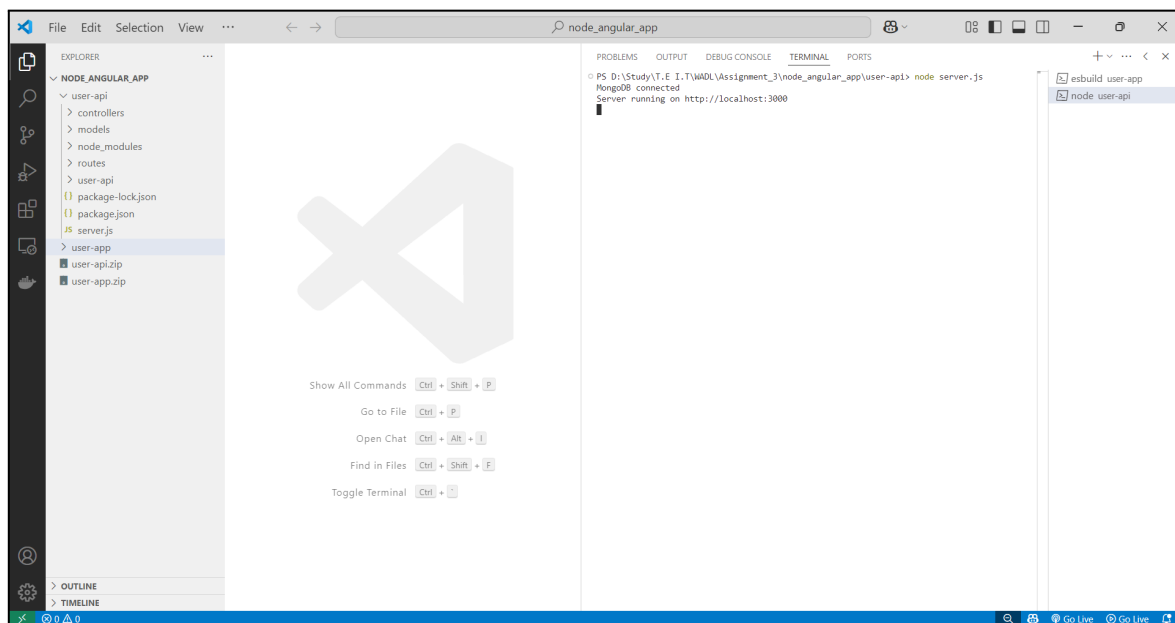 File Edit Selection View ...
node_angular_app
EXPLORER
NODE_ANGULAR_APP
user-api
controllers
models
node_modules
routes
user-api
{} package-lock.json
{} package.json
JS server.js
user-app
user-api.zip
user-app.zip
OUTLINE
TIMELINE
Show All Commands Ctrl + Shift + P
Go to File Ctrl + P
Open Chat Ctrl + Alt + I
Find in Files Ctrl + Shift + F
Toggle Terminal Ctrl + `
PROBLEMS OUTPUT DEBUG CONSOLE TERMINAL PORTS
PS D:\Study\T.E I.T\WADL\Assignment_3\node_angular_app\user-api> node server.js
MongoDB connected
Server running on http://localhost:3000
esbuild user-app
node user-api
0 0
Go Live Go Live